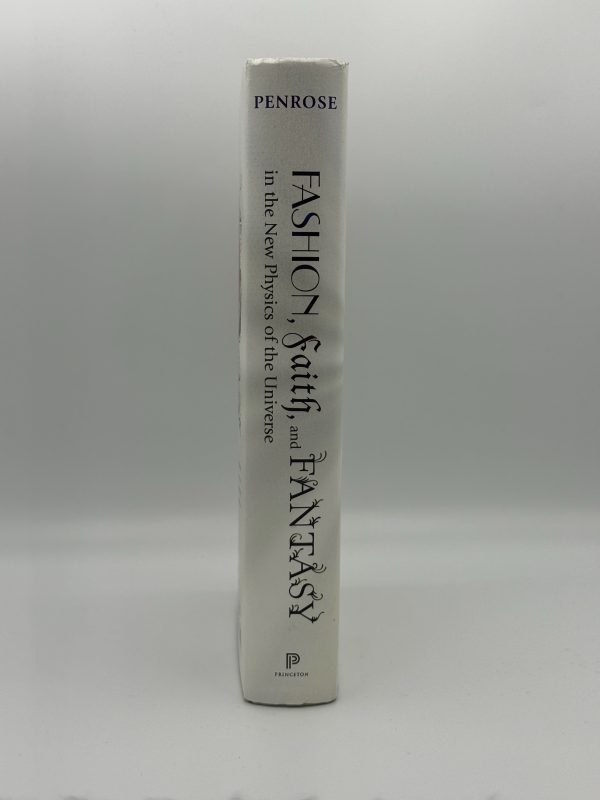 PENROSE
FASHION, Faith, and FANTASY
in the New Physics of the Universe
P
PRINCETON